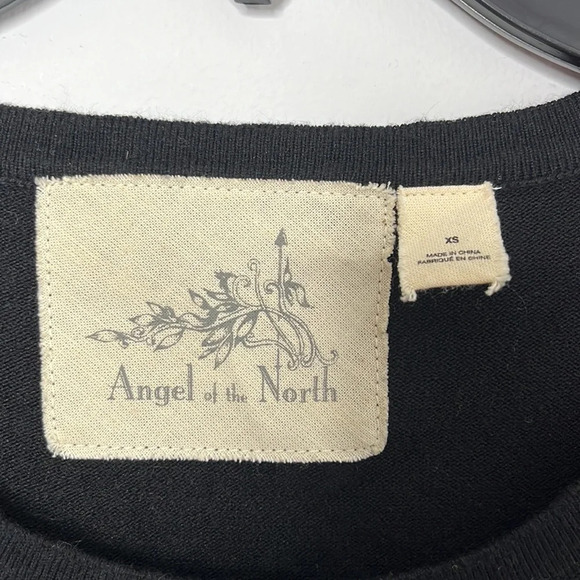 Angel of the North
XS
MADE IN CHINA
FABRIQUÉ EN CHINE